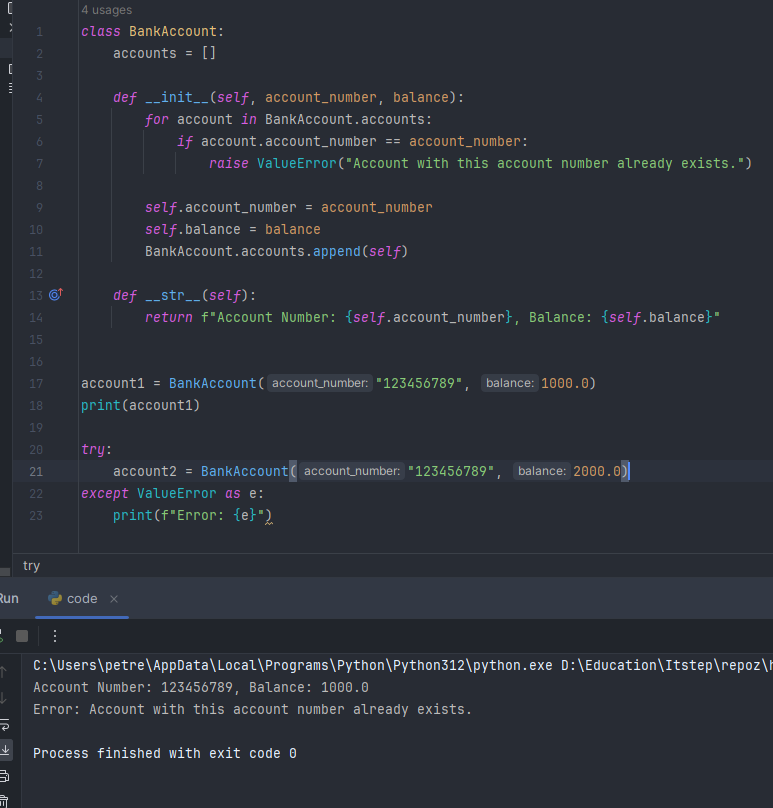 4 usages
1 class BankAccount:
2     accounts = []
3
4     def __init__(self, account_number, balance):
5         for account in BankAccount.accounts:
6             if account.account_number == account_number:
7                 raise ValueError("Account with this account number already exists.")
8
9         self.account_number = account_number
10         self.balance = balance
11         BankAccount.accounts.append(self)
12
13     def __str__(self):
14         return f"Account Number: {self.account_number}, Balance: {self.balance}"
15
16
17 account1 = BankAccount( account_number: "123456789", balance: 1000.0)
18 print(account1)
19
20 try:
21     account2 = BankAccount( account_number: "123456789", balance: 2000.0)
22 except ValueError as e:
23     print(f"Error: {e}")
try
Run code ×
C:\Users\petre\AppData\Local\Programs\Python\Python312\python.exe D:\Education\Itstep\repoz\h
Account Number: 123456789, Balance: 1000.0
Error: Account with this account number already exists.
Process finished with exit code 0